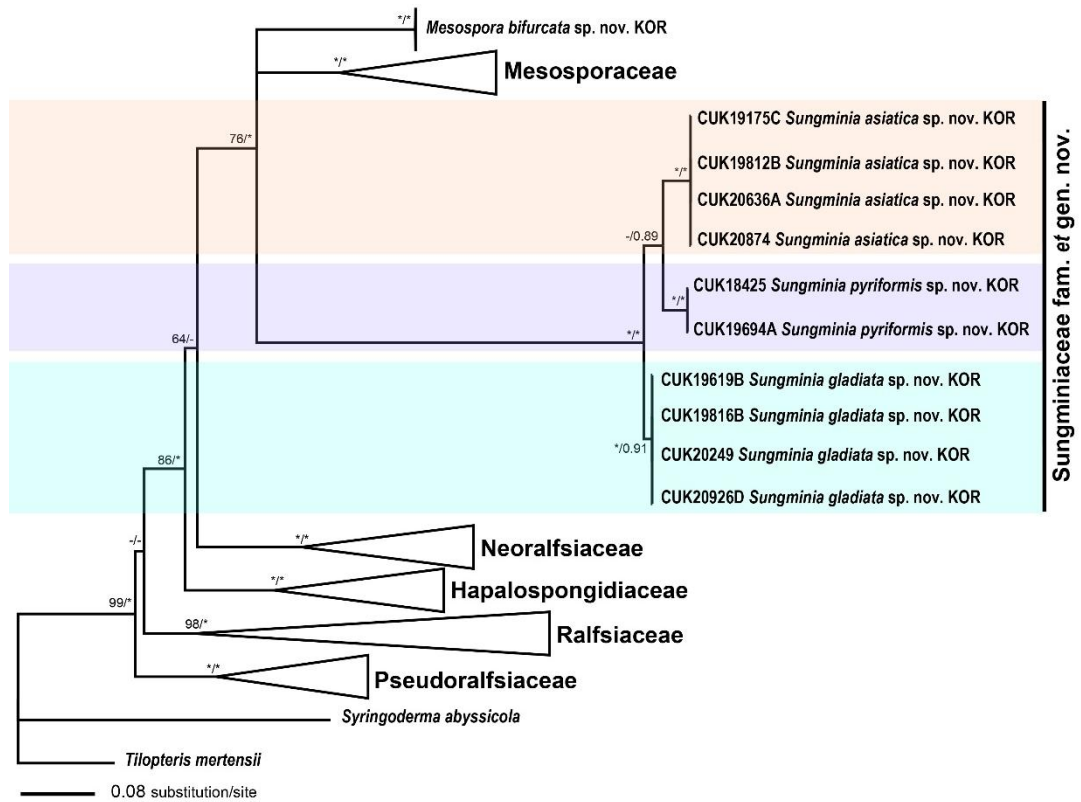 */*
Mesospora bifurcata sp. nov. KOR
*/*
Mesosporaceae
CUK19175C Sungminia asiatica sp. nov. KOR
76/*
CUK19812B Sungminia asiatica sp. nov. KOR
*/*
CUK20636A Sungminia asiatica sp. nov. KOR
-/0.89
CUK20874 Sungminia asiatica sp. nov. KOR
CUK18425 Sungminia pyriformis sp. nov. KOR
*/*
CUK19694A Sungminia pyriformis sp. nov. KOR
*/*
64/-
CUK19619B Sungminia gladiata sp. nov. KOR
CUK19816B Sungminia gladiata sp. nov. KOR
*/0.91
CUK20249 Sungminia gladiata sp. nov. KOR
86/*
CUK20926D Sungminia gladiata sp. nov. KOR
Sungminiaceae fam. et gen. nov.
-/-
*/*
Neoralfsiaceae
*/*
Hapalospongidiaceae
99/*
98/*
Ralfsiaceae
*/*
Pseudoralfsiaceae
Syringoderma abyssicola
Tilopteris mertensii
0.08 substitution/site